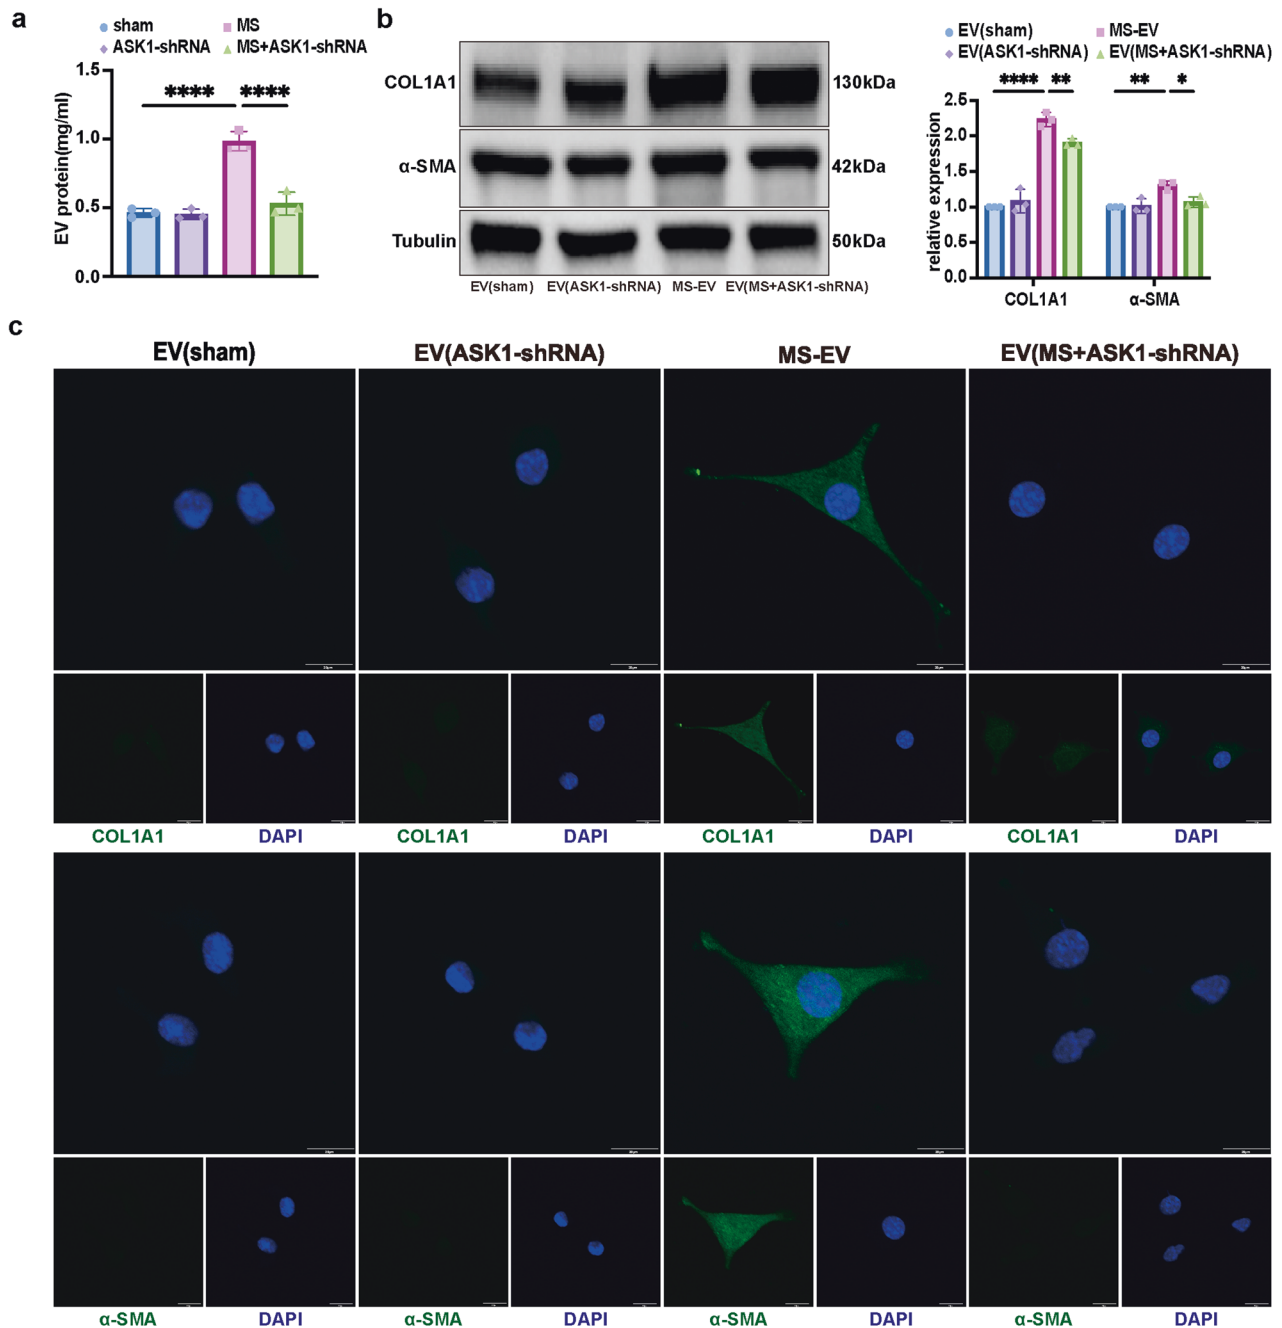 a
sham
MS
ASK1-shRNA
MS+ASK1-shRNA
EV protein(mg/ml)
1.5
1.0
0.5
0.0
**** ****
b
COL1A1
130kDa
α-SMA
42kDa
Tubulin
50kDa
EV(sham) EV(ASK1-shRNA) MS-EV EV(MS+ASK1-shRNA)
EV(sham)
MS-EV
EV(ASK1-shRNA)
EV(MS+ASK1-shRNA)
relative expression
2.5
2.0
1.5
1.0
0.5
0.0
**** ** ** *
COL1A1 α-SMA
c
EV(sham) EV(ASK1-shRNA) MS-EV EV(MS+ASK1-shRNA)
COL1A1 DAPI COL1A1 DAPI COL1A1 DAPI COL1A1 DAPI
α-SMA DAPI α-SMA DAPI α-SMA DAPI α-SMA DAPI